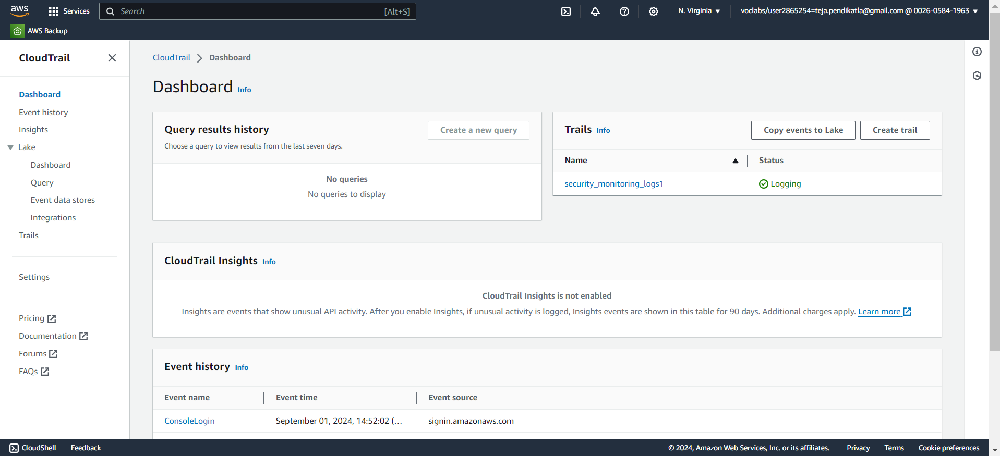 aws
Services
Search
[Alt+S]
N. Virginia
voclabs/user2865254=teja.pendikatla@gmail.com @ 0026-0584-1963
AWS Backup
CloudTrail
Dashboard
Event history
Insights
Lake
Dashboard
Query
Event data stores
Integrations
Trails
Settings
Pricing
Documentation
Forums
FAQs
CloudTrail
Dashboard
Dashboard Info
Query results history
Create a new query
Choose a query to view results from the last seven days.
No queries
No queries to display
Trails Info
Copy events to Lake
Create trail
Name
Status
security_monitoring_logs1
Logging
CloudTrail Insights Info
CloudTrail Insights is not enabled
Insights are events that show unusual API activity. After you enable Insights, if unusual activity is logged, Insights events are shown in this table for 90 days. Additional charges apply. Learn more
Event history Info
Event name
Event time
Event source
ConsoleLogin
September 01, 2024, 14:52:02 (...
signin.amazonaws.com
CloudShell
Feedback
© 2024, Amazon Web Services, Inc. or its affiliates.
Privacy
Terms
Cookie preferences